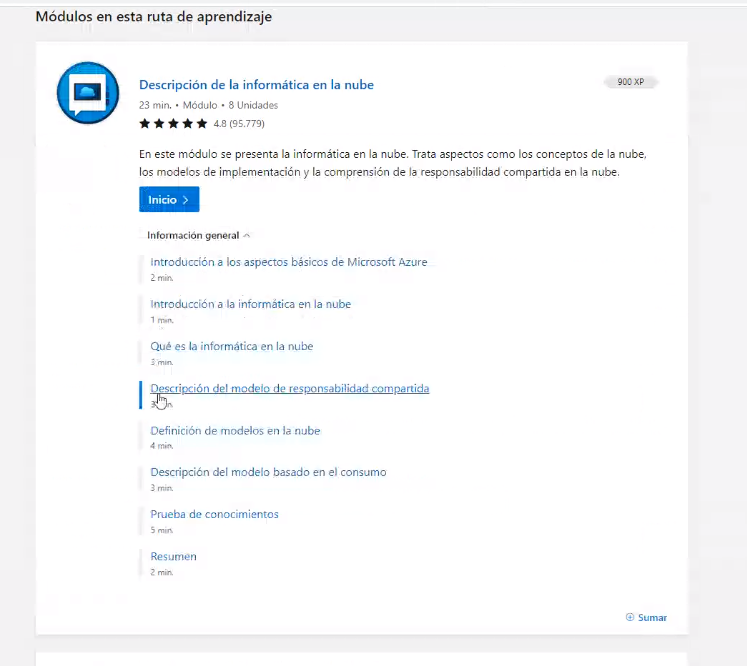 Módulos en esta ruta de aprendizaje
Descripción de la informática en la nube
900 XP
23 min. • Módulo • 8 Unidades
4.8 (95.779)
En este módulo se presenta la informática en la nube. Trata aspectos como los conceptos de la nube,
los modelos de implementación y la comprensión de la responsabilidad compartida en la nube.
Inicio
Información general
Introducción a los aspectos básicos de Microsoft Azure
2 min.
Introducción a la informática en la nube
1 min.
Qué es la informática en la nube
3 min.
Descripción del modelo de responsabilidad compartida
Definición de modelos en la nube
4 min.
Descripción del modelo basado en el consumo
3 min.
Prueba de conocimientos
5 min.
Resumen
2 min.
Sumar